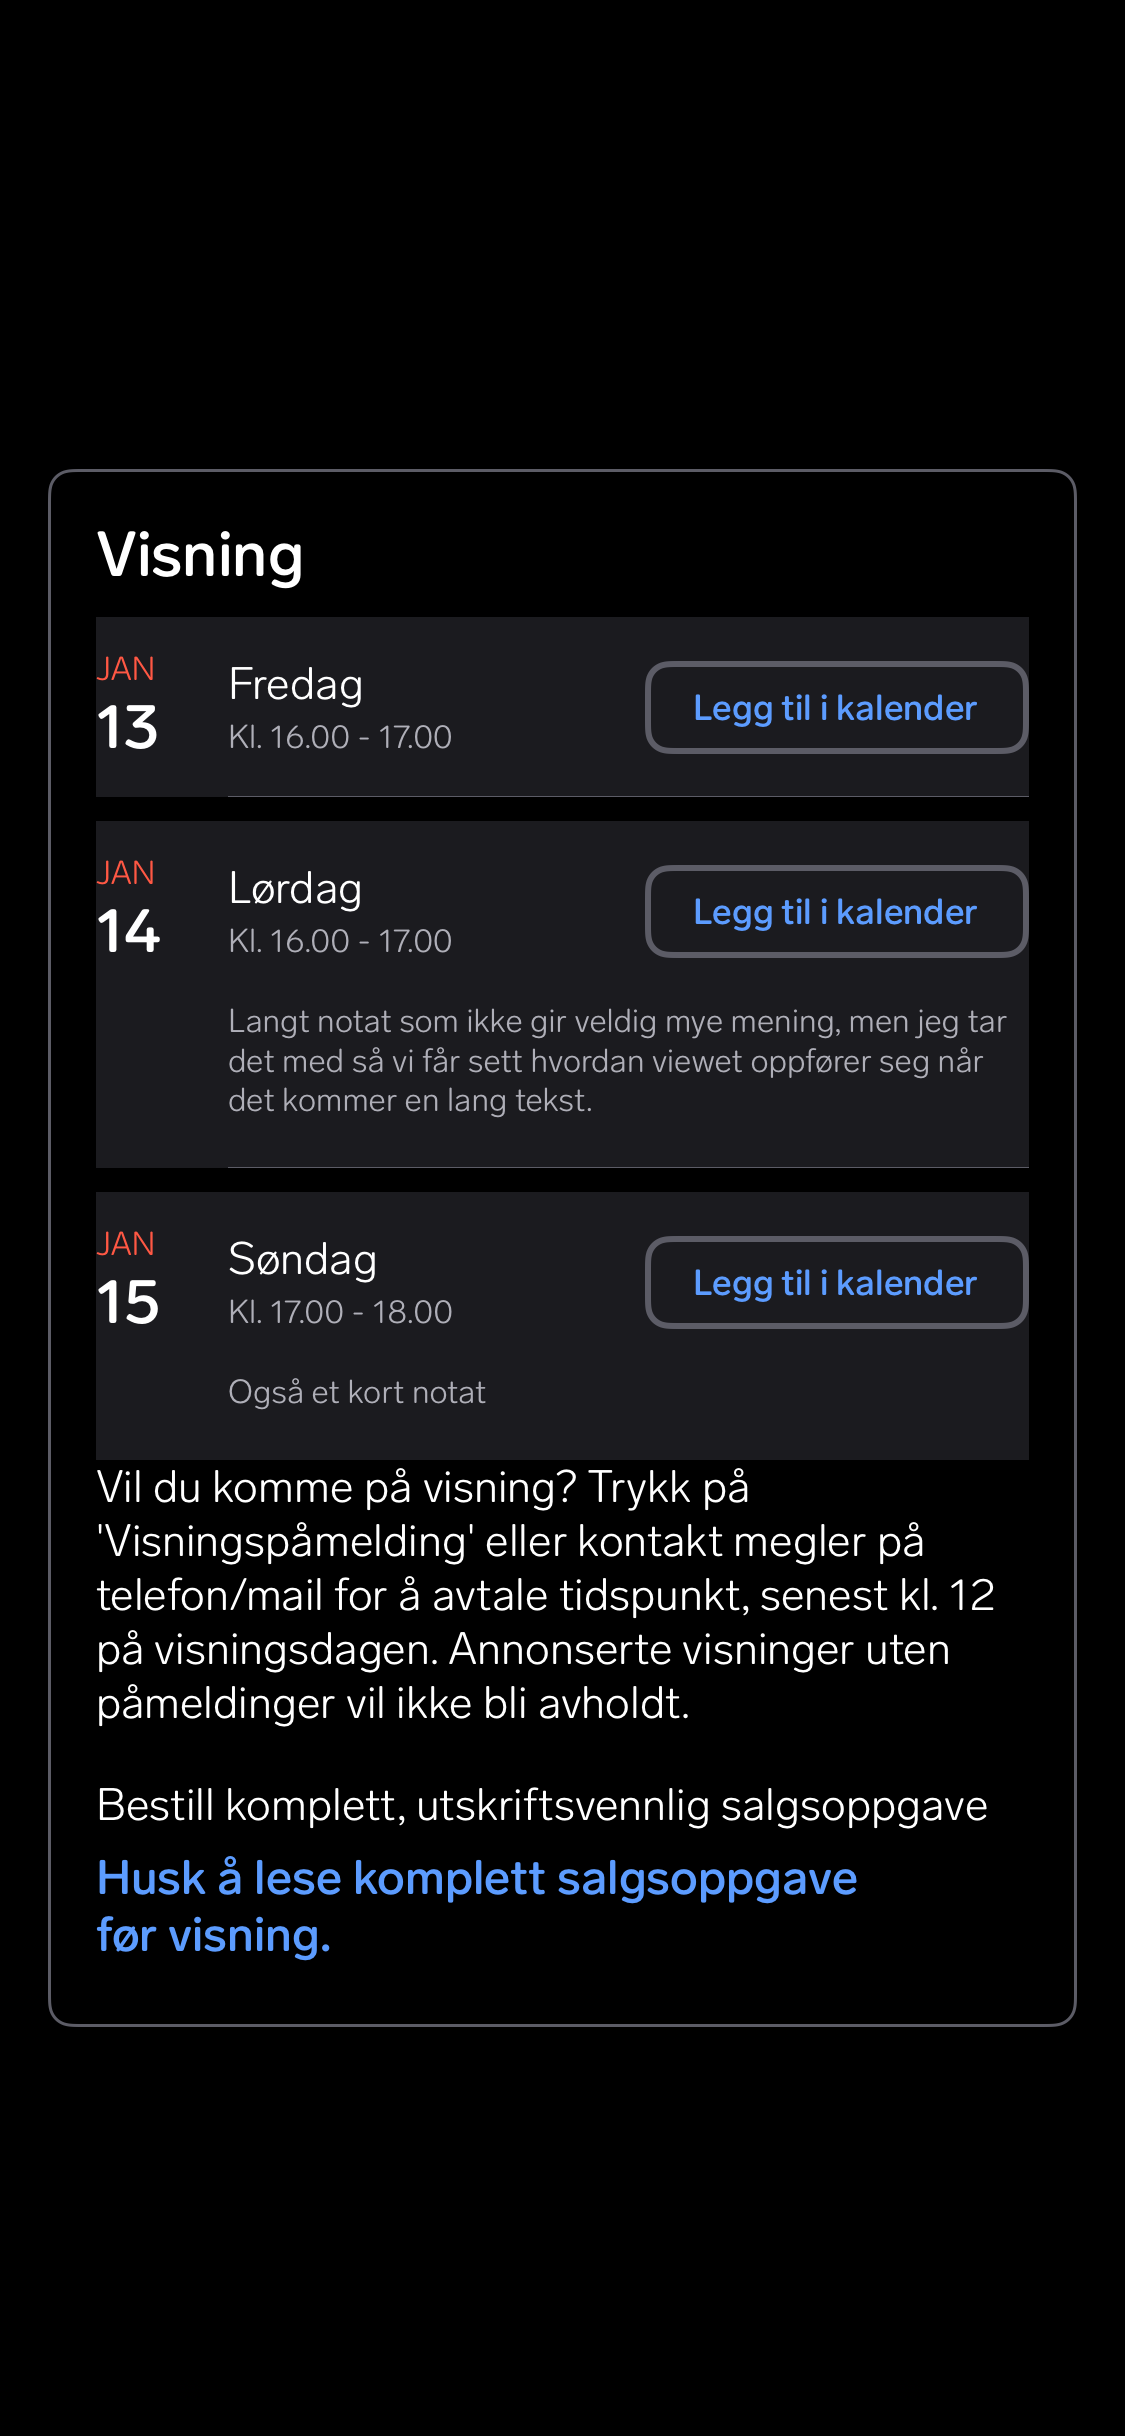 Visning
JAN
13
Fredag
Kl. 16.00 - 17.00
Legg til i kalender
JAN
14
Lørdag
Kl. 16.00 - 17.00
Legg til i kalender
Langt notat som ikke gir veldig mye mening, men jeg tar
det med så vi får sett hvordan viewet oppfører seg når
det kommer en lang tekst.
JAN
15
Søndag
Kl. 17.00 - 18.00
Legg til i kalender
Også et kort notat
Vil du komme på visning? Trykk på
'Visningspåmelding' eller kontakt megler på
telefon/mail for å avtale tidspunkt, senest kl. 12
på visningsdagen. Annonserte visninger uten
påmeldinger vil ikke bli avholdt.
Bestill komplett, utskriftsvennlig salgsoppgave
Husk å lese komplett salgsoppgave
før visning.